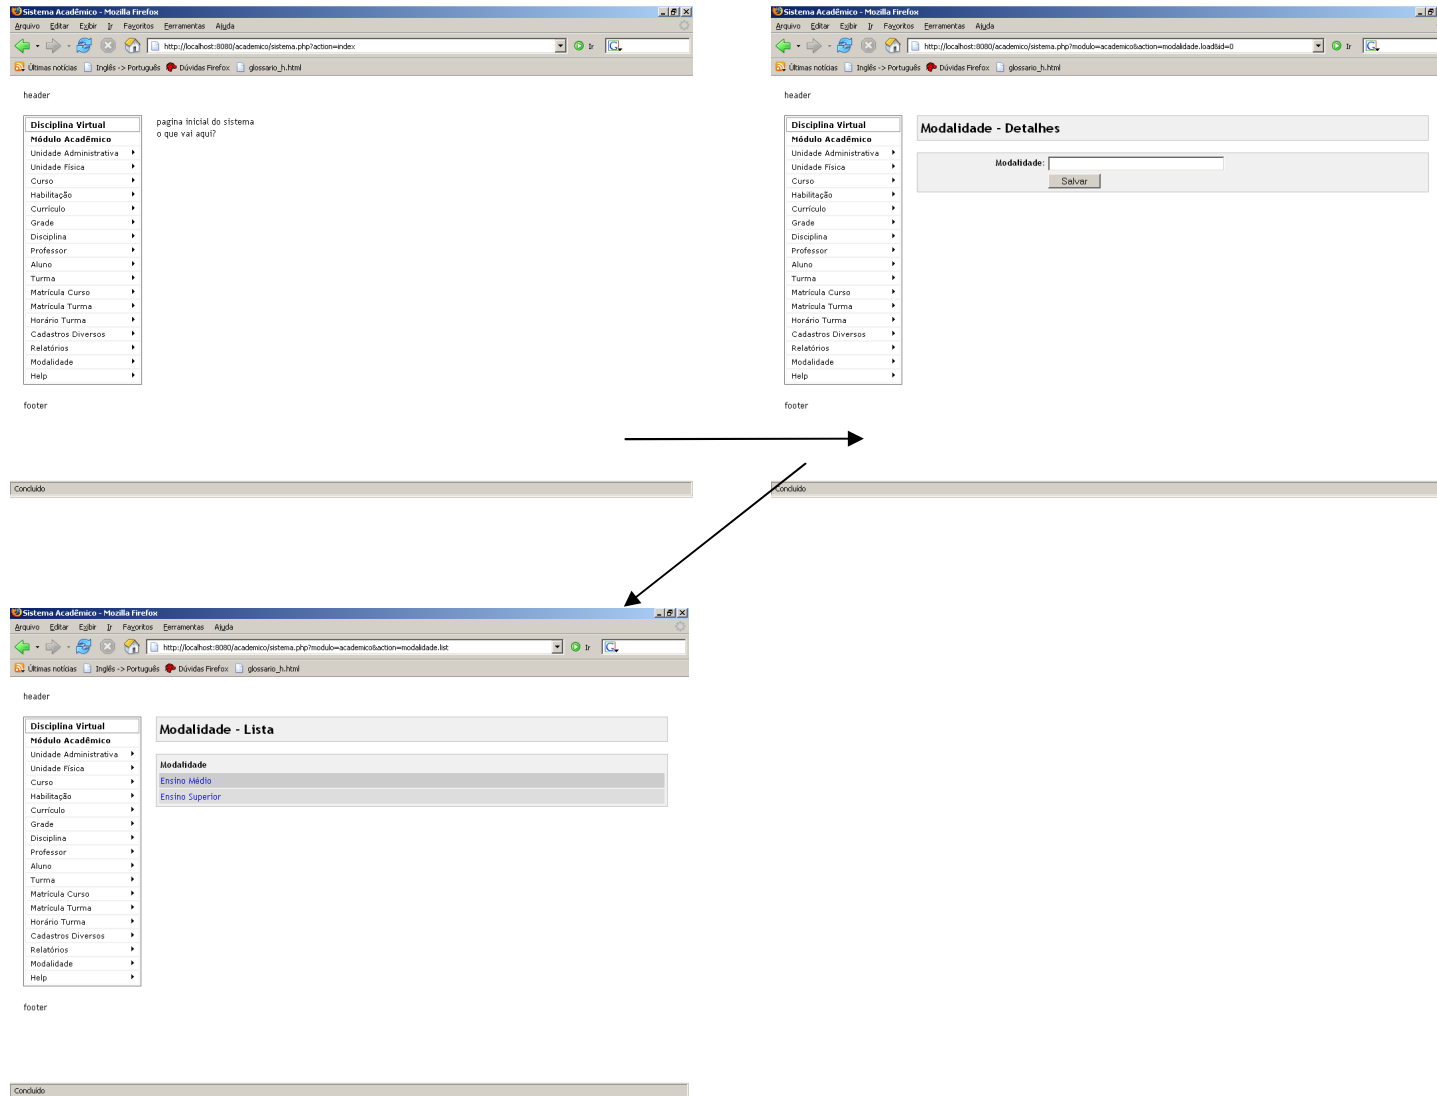 Sistema Acadêmico - Mozilla Firefox
Arquivo Editar Exibir Ir Favoritos Ferramentas Ajuda
http://localhost:8080/academico/sistema.php?action=index Ir
Últimas notícias Inglês -> Português Dúvidas Firefox glossario_h.html
header
Disciplina Virtual
Módulo Acadêmico
Unidade Administrativa
Unidade Física
Curso
Habilitação
Currículo
Grade
Disciplina
Professor
Aluno
Turma
Matrícula Curso
Matrícula Turma
Horário Turma
Cadastros Diversos
Relatórios
Modalidade
Help
pagina inicial do sistema
o que vai aqui?
footer
Concluído
Sistema Acadêmico - Mozilla Firefox
Arquivo Editar Exibir Ir Favoritos Ferramentas Ajuda
http://localhost:8080/academico/sistema.php?modulo=academico&action=modalidade.load&id=0 Ir
Últimas notícias Inglês -> Português Dúvidas Firefox glossario_h.html
header
Disciplina Virtual
Módulo Acadêmico
Unidade Administrativa
Unidade Física
Curso
Habilitação
Currículo
Grade
Disciplina
Professor
Aluno
Turma
Matrícula Curso
Matrícula Turma
Horário Turma
Cadastros Diversos
Relatórios
Modalidade
Help
Modalidade - Detalhes
Modalidade:
Salvar
footer
Concluído
Sistema Acadêmico - Mozilla Firefox
Arquivo Editar Exibir Ir Favoritos Ferramentas Ajuda
http://localhost:8080/academico/sistema.php?modulo=academico&action=modalidade.list Ir
Últimas notícias Inglês -> Português Dúvidas Firefox glossario_h.html
header
Disciplina Virtual
Módulo Acadêmico
Unidade Administrativa
Unidade Física
Curso
Habilitação
Currículo
Grade
Disciplina
Professor
Aluno
Turma
Matrícula Curso
Matrícula Turma
Horário Turma
Cadastros Diversos
Relatórios
Modalidade
Help
Modalidade - Lista
Modalidade
Ensino Médio
Ensino Superior
footer
Concluído